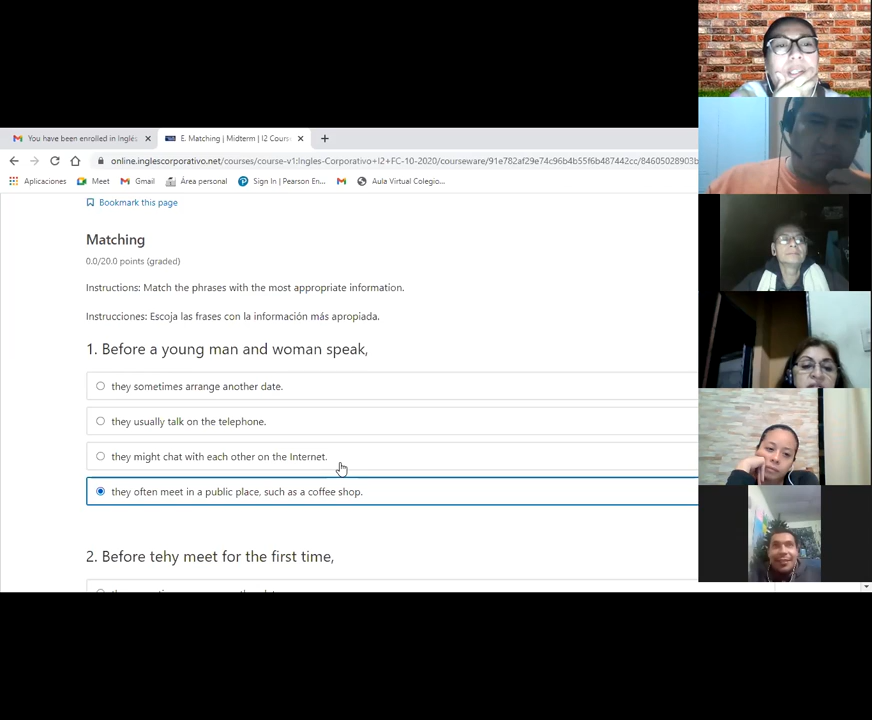 You have been enrolled in Inglés
E. Matching | Midterm | I2 Cours
online.inglescorporativo.net/courses/course-v1:Ingles-Corporativo+I2+FC-10-2020/courseware/91e782af29e74c96b4b55f6b487442cc/84605028903b
Aplicaciones Meet Gmail Área personal Sign In | Pearson En... Aula Virtual Colegio...
Bookmark this page
Matching
0.0/20.0 points (graded)
Instructions: Match the phrases with the most appropriate information.
Instrucciones: Escoja las frases con la información más apropiada.
1. Before a young man and woman speak,
they sometimes arrange another date.
they usually talk on the telephone.
they might chat with each other on the Internet.
they often meet in a public place, such as a coffee shop.
2. Before tehy meet for the first time,